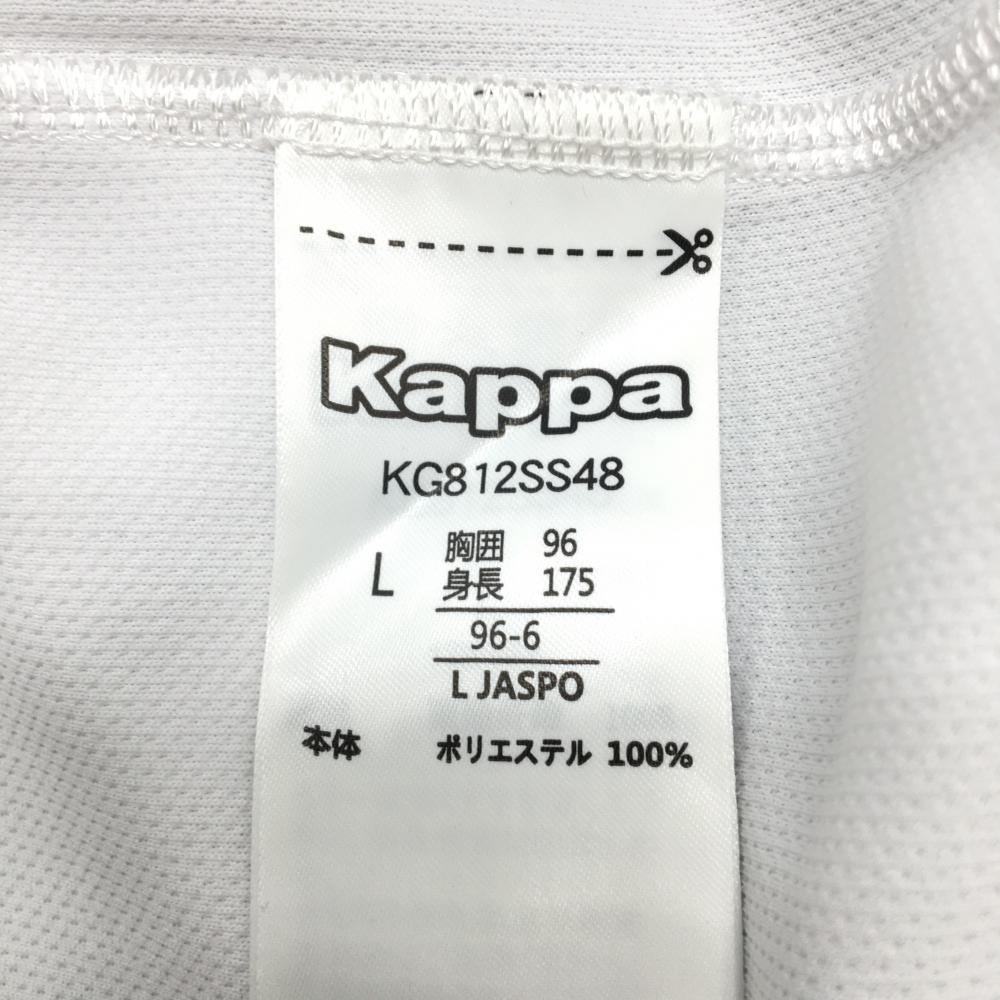 Kappa
KG812SS48
L 胸囲 96
身長 175
96-6
L JASPO
本体 ポリエステル 100%